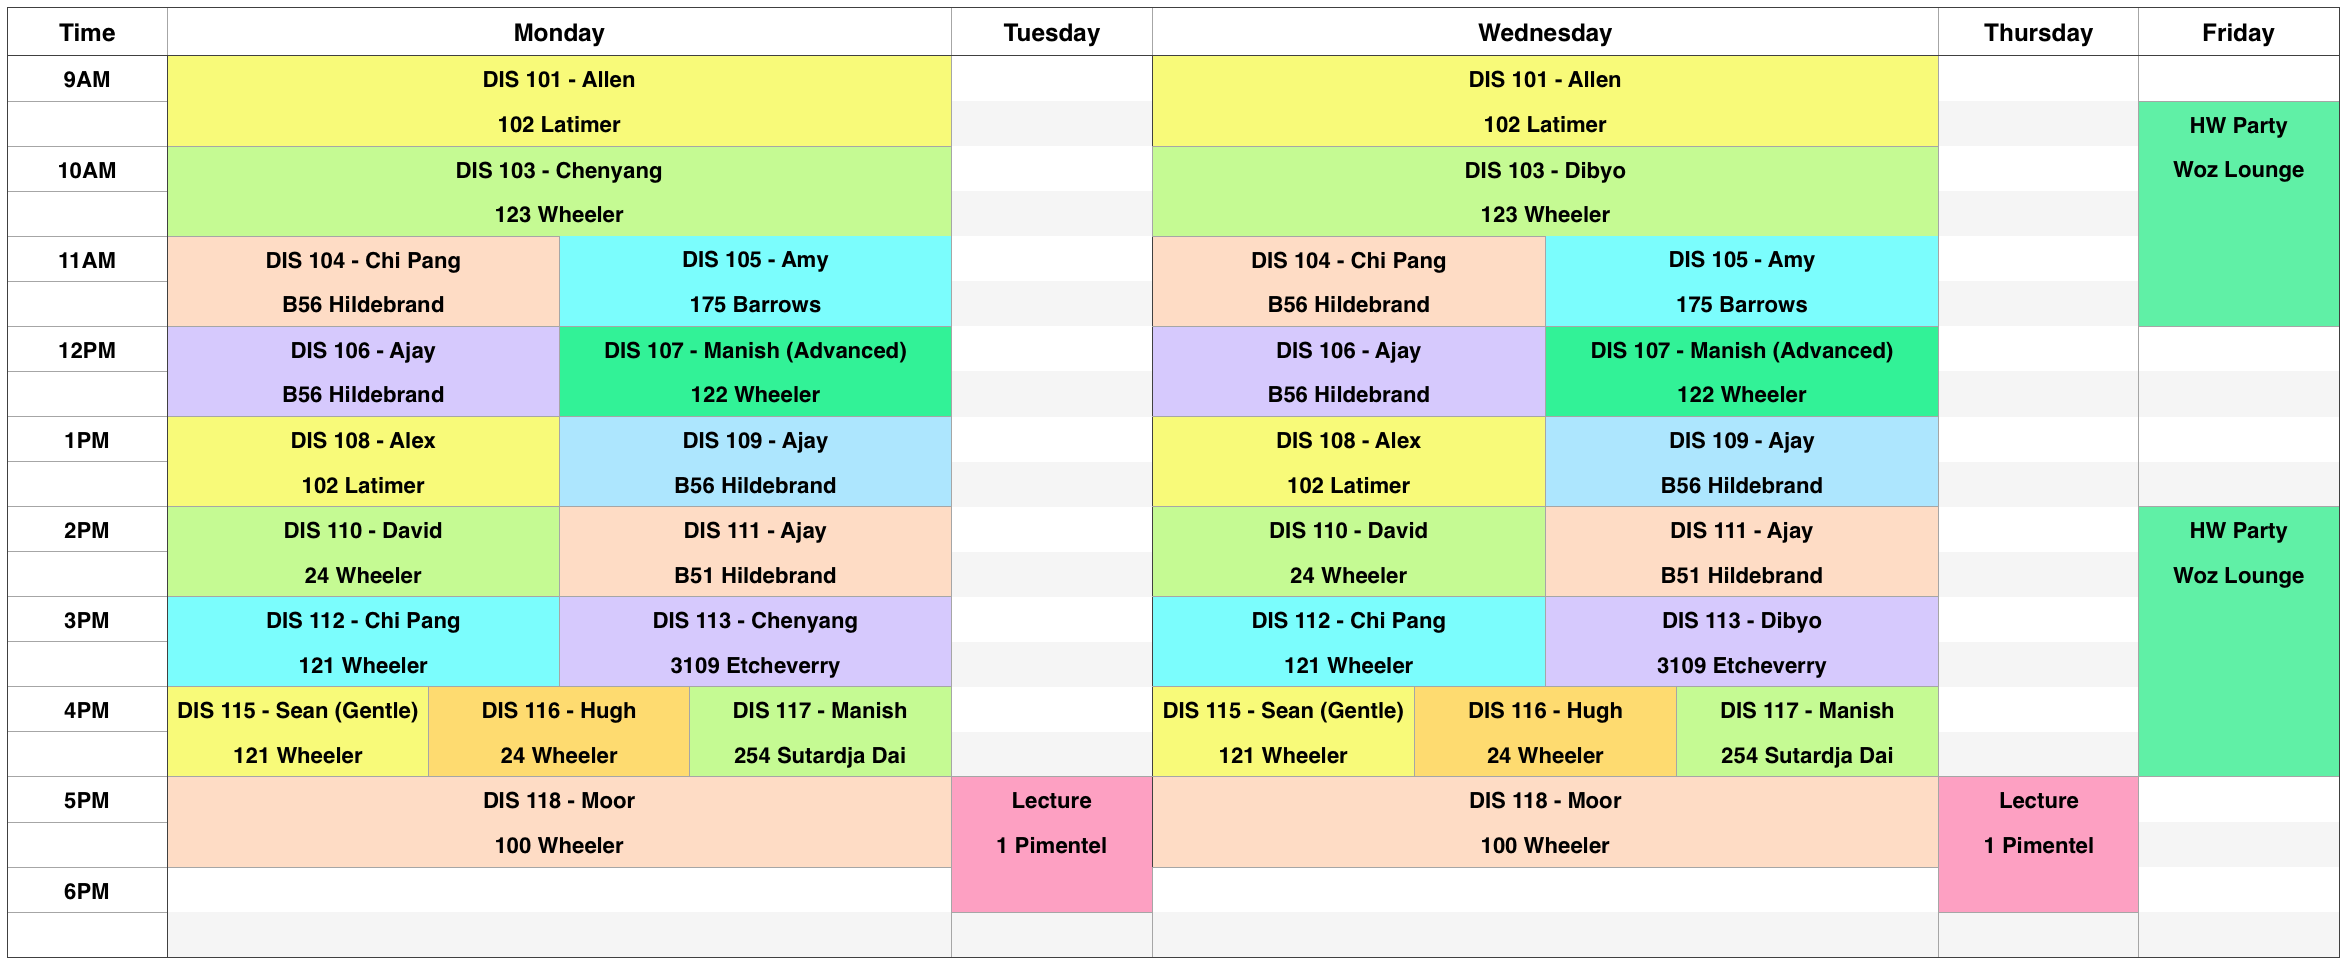 Time Monday Tuesday Wednesday Thursday Friday
9AM DIS 101 - Allen DIS 101 - Allen
102 Latimer 102 Latimer HW Party
10AM DIS 103 - Chenyang DIS 103 - Dibyo Woz Lounge
123 Wheeler 123 Wheeler
11AM DIS 104 - Chi Pang DIS 105 - Amy DIS 104 - Chi Pang DIS 105 - Amy
B56 Hildebrand 175 Barrows B56 Hildebrand 175 Barrows
12PM DIS 106 - Ajay DIS 107 - Manish (Advanced) DIS 106 - Ajay DIS 107 - Manish (Advanced)
B56 Hildebrand 122 Wheeler B56 Hildebrand 122 Wheeler
1PM DIS 108 - Alex DIS 109 - Ajay DIS 108 - Alex DIS 109 - Ajay
102 Latimer B56 Hildebrand 102 Latimer B56 Hildebrand
2PM DIS 110 - David DIS 111 - Ajay DIS 110 - David DIS 111 - Ajay HW Party
24 Wheeler B51 Hildebrand 24 Wheeler B51 Hildebrand Woz Lounge
3PM DIS 112 - Chi Pang DIS 113 - Chenyang DIS 112 - Chi Pang DIS 113 - Dibyo
121 Wheeler 3109 Etcheverry 121 Wheeler 3109 Etcheverry
4PM DIS 115 - Sean (Gentle) DIS 116 - Hugh DIS 117 - Manish DIS 115 - Sean (Gentle) DIS 116 - Hugh DIS 117 - Manish
121 Wheeler 24 Wheeler 254 Sutardja Dai 121 Wheeler 24 Wheeler 254 Sutardja Dai
5PM DIS 118 - Moor Lecture DIS 118 - Moor Lecture
100 Wheeler 1 Pimentel 100 Wheeler 1 Pimentel
6PM